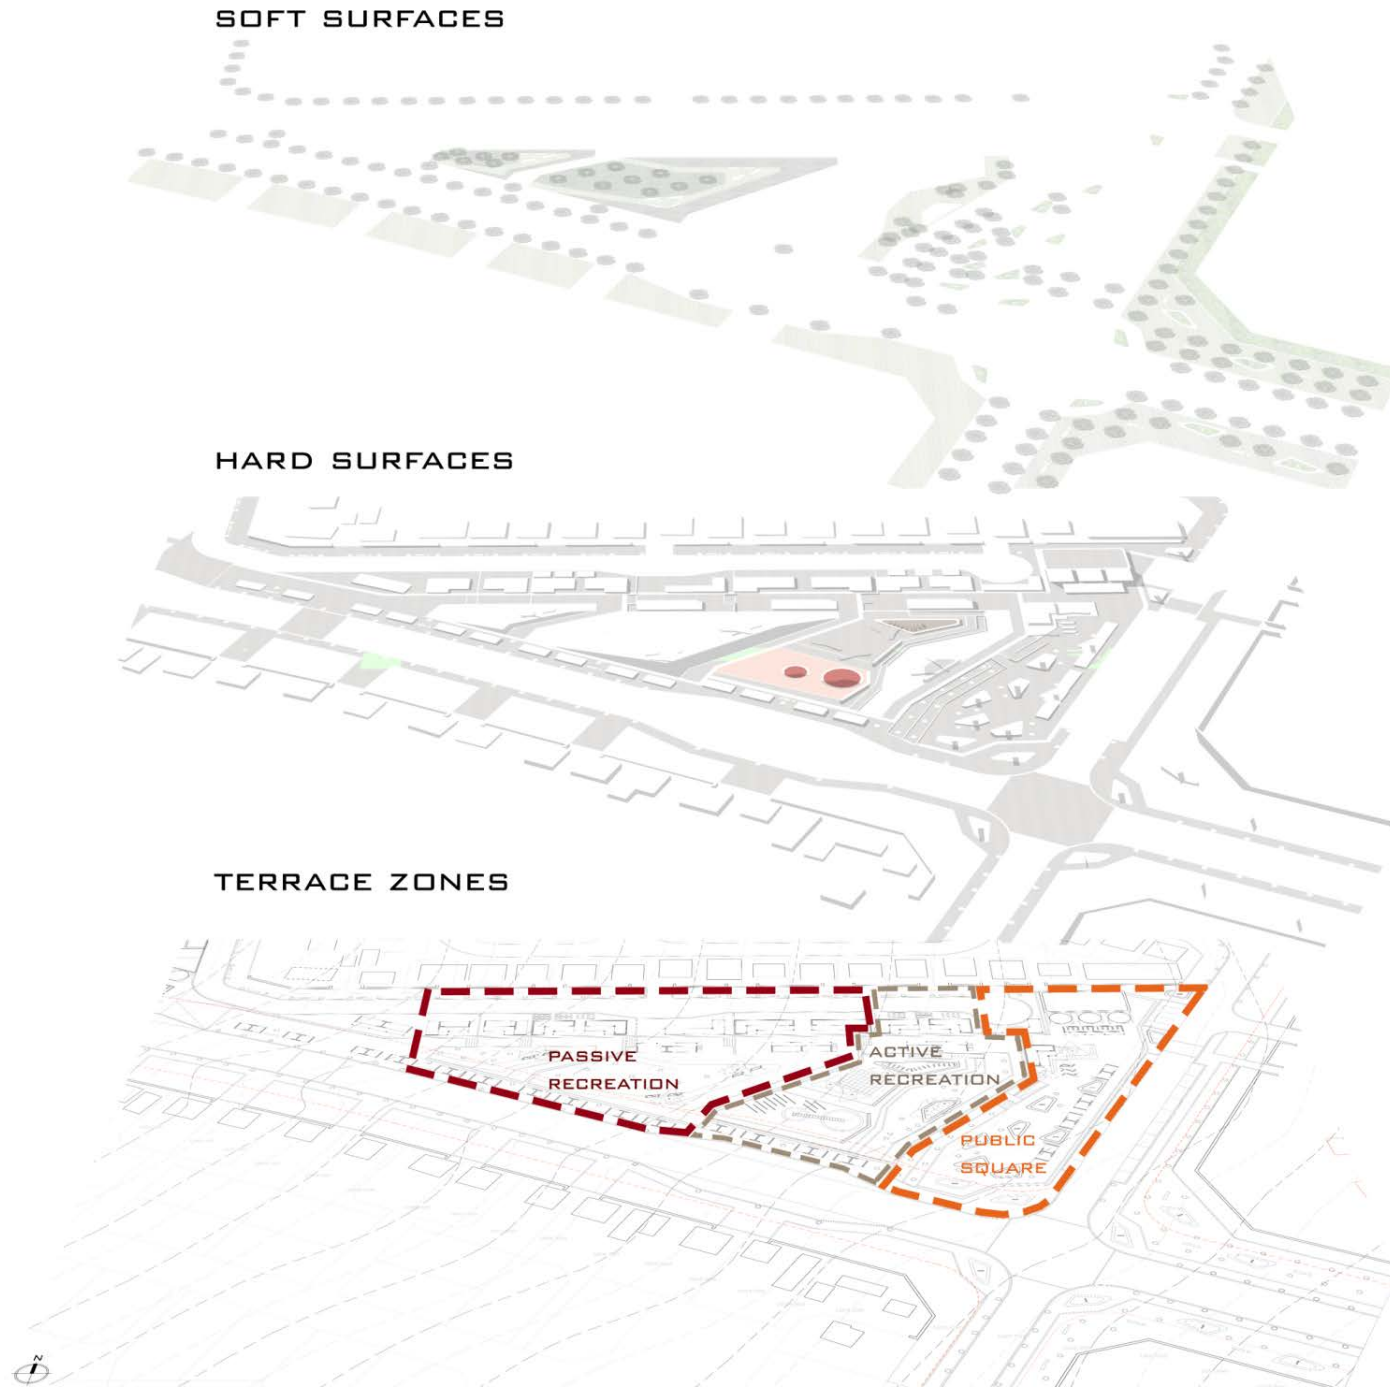 SOFT SURFACES
HARD SURFACES
TERRACE ZONES
PASSIVE
RECREATION
ACTIVE
RECREATION
PUBLIC
SQUARE
N